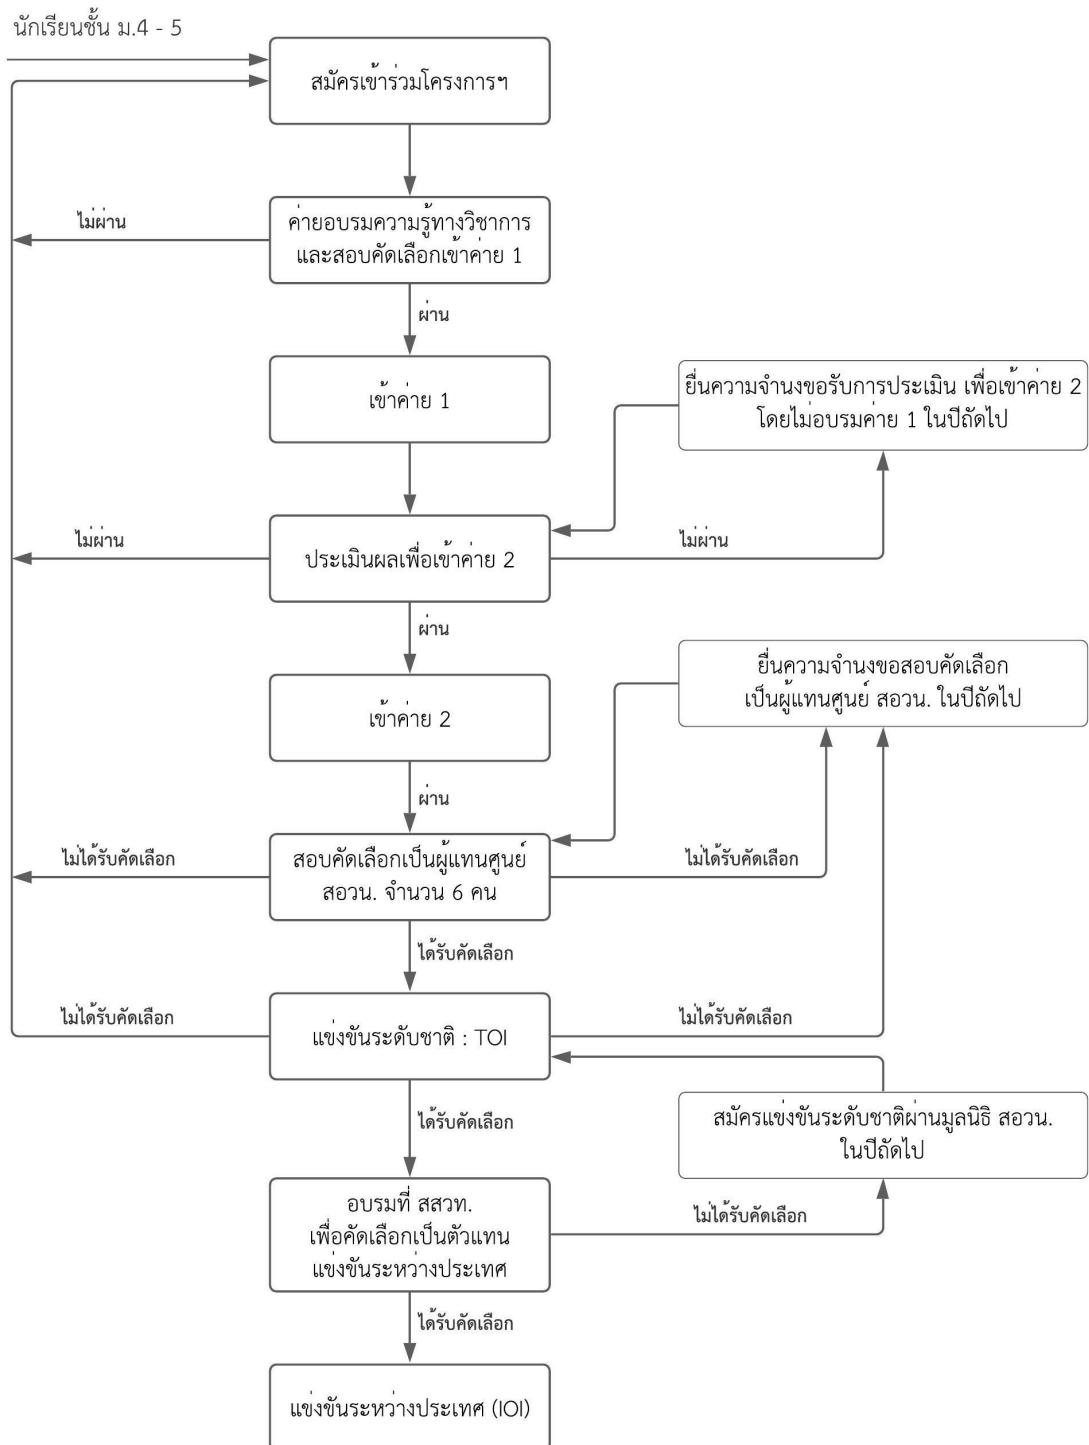 นักเรียนชั้น ม.4 - 5
สมัครเข้าร่วมโครงการฯ
ไม่ผ่าน
ค่ายอบรมความรู้ทางวิชาการ
และสอบคัดเลือกเข้าค่าย 1
ผ่าน
เข้าค่าย 1
ยื่นความจำนงขอรับการประเมิน เพื่อเข้าค่าย 2
โดยไม่อบรมค่าย 1 ในปีถัดไป
ไม่ผ่าน
ประเมินผลเพื่อเข้าค่าย 2
ไม่ผ่าน
ผ่าน
เข้าค่าย 2
ยื่นความจำนงขอสอบคัดเลือก
เป็นผู้แทนศูนย์ สอวน. ในปีถัดไป
ผ่าน
ไม่ได้รับคัดเลือก
สอบคัดเลือกเป็นผู้แทนศูนย์
สอวน. จำนวน 6 คน
ไม่ได้รับคัดเลือก
ได้รับคัดเลือก
ไม่ได้รับคัดเลือก
แข่งขันระดับชาติ : TOI
ไม่ได้รับคัดเลือก
ได้รับคัดเลือก
สมัครแข่งขันระดับชาติผ่านมูลนิธิ สอวน.
ในปีถัดไป
อบรมที่ สสวท.
เพื่อคัดเลือกเป็นตัวแทน
แข่งขันระหว่างประเทศ
ไม่ได้รับคัดเลือก
ได้รับคัดเลือก
แข่งขันระหว่างประเทศ (IOI)